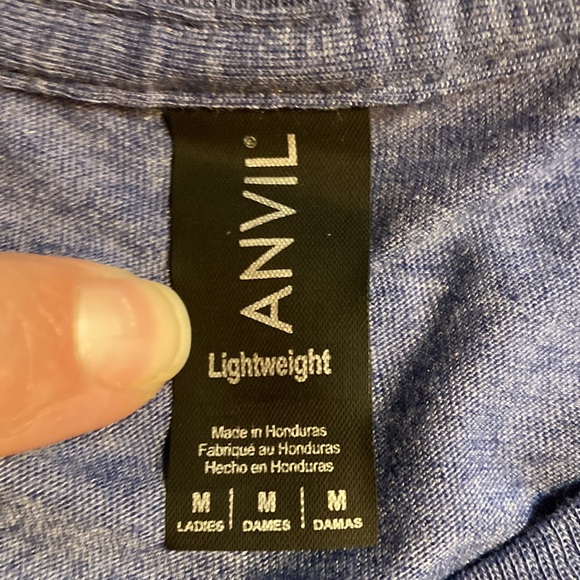 ANVIL®
Lightweight
Made in Honduras
Fabriqué au Honduras
Hecho en Honduras
M | M | M
LADIES | DAMES | DAMAS